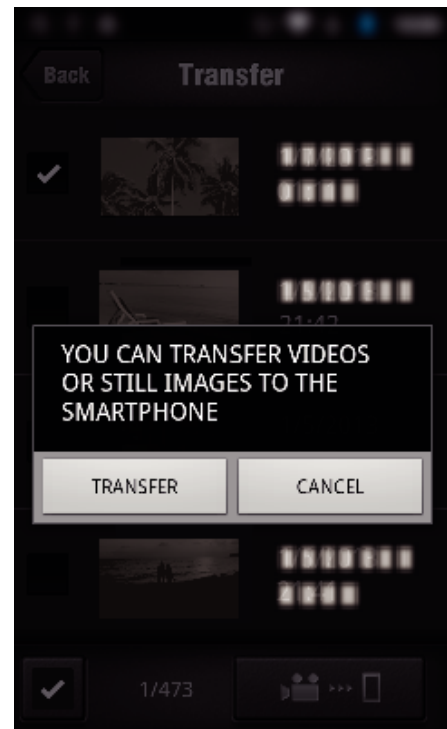 Back
Transfer
21:42
YOU CAN TRANSFER VIDEOS
OR STILL IMAGES TO THE
SMARTPHONE
TRANSFER
CANCEL
1/473